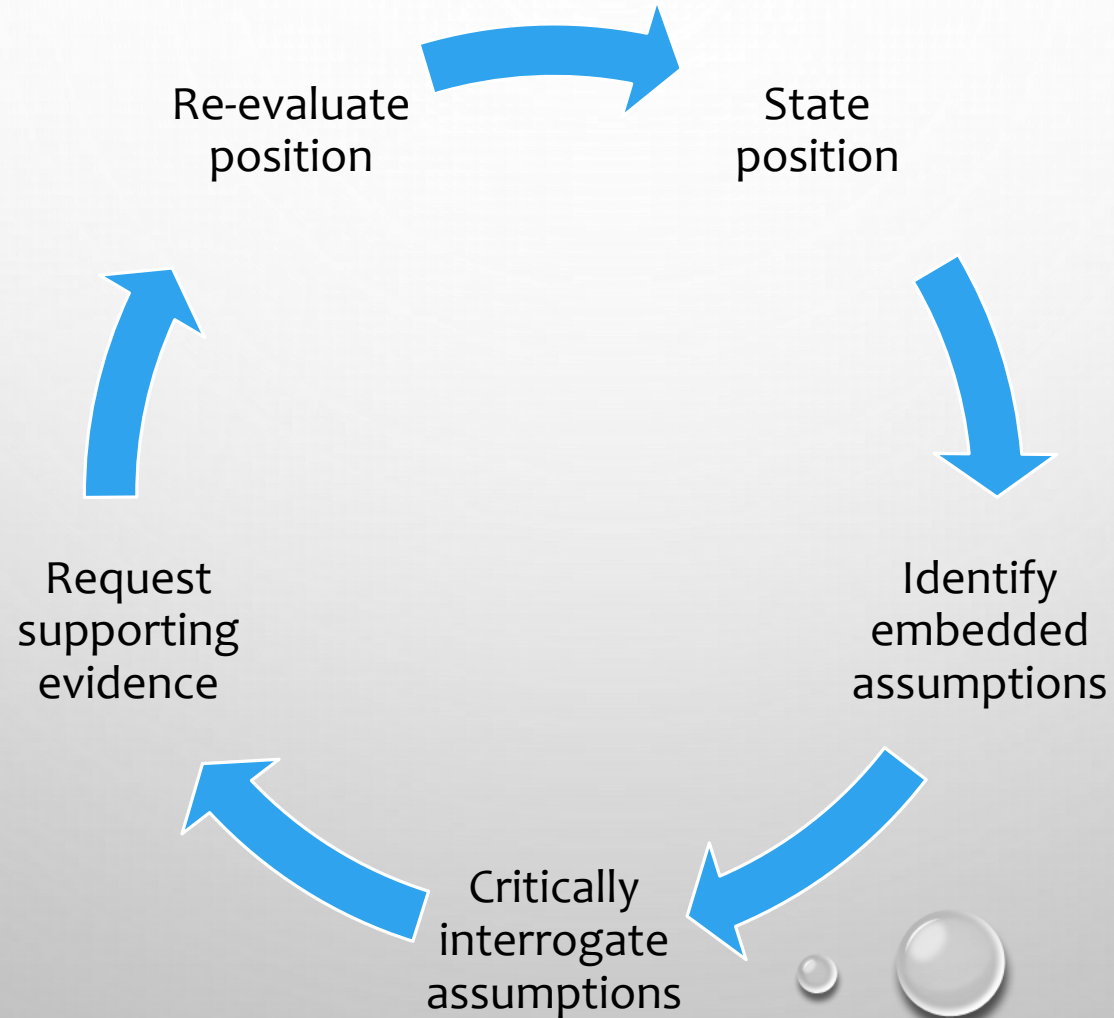 Re-evaluate
position
State
position
Identify
embedded
assumptions
Critically
interrogate
assumptions
Request
supporting
evidence